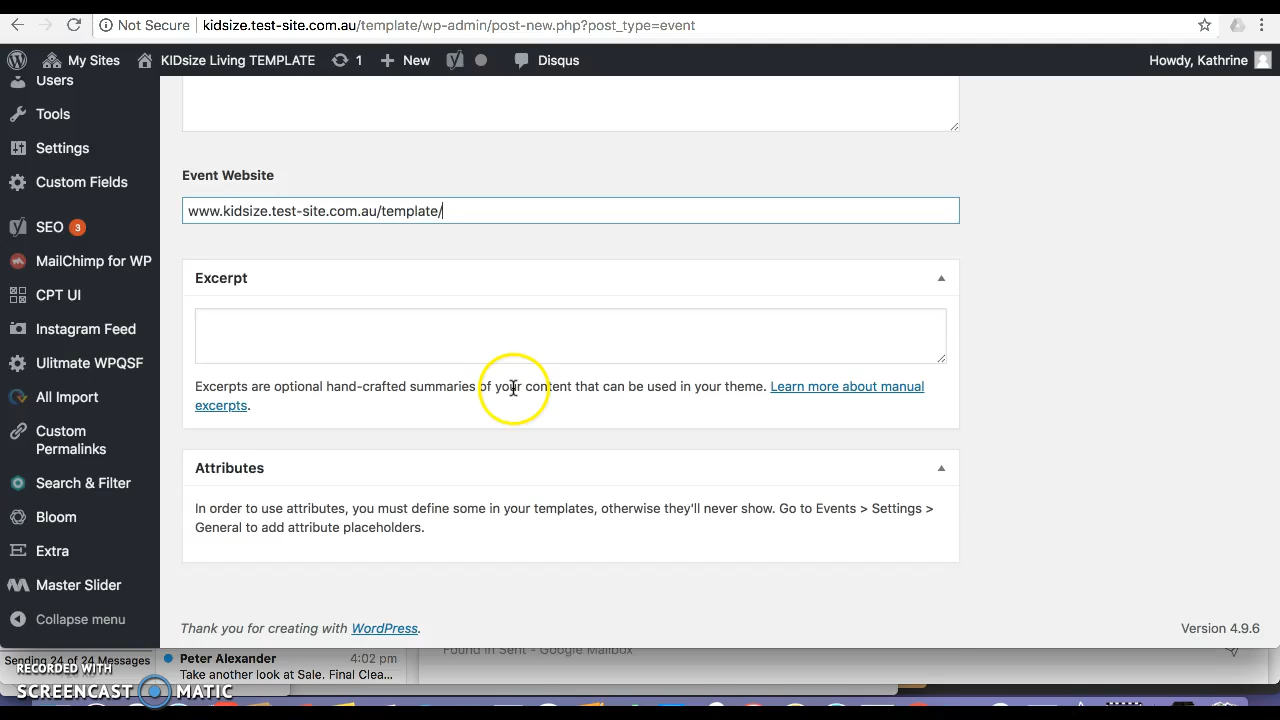 Not Secure kidsize.test-site.com.au/template/wp-admin/post-new.php?post_type=event
My Sites KIDsize Living TEMPLATE 1 New Disqus Howdy, Kathrine
Users
Tools
Settings
Custom Fields
SEO 3
MailChimp for WP
CPT UI
Instagram Feed
Ulitmate WPQSF
All Import
Custom
Permalinks
Search & Filter
Bloom
Extra
Master Slider
Collapse menu
Event Website
www.kidsize.test-site.com.au/template/
Excerpt
Excerpts are optional hand-crafted summaries of your content that can be used in your theme. Learn more about manual
excerpts.
Attributes
In order to use attributes, you must define some in your templates, otherwise they'll never show. Go to Events > Settings >
General to add attribute placeholders.
Thank you for creating with WordPress. Version 4.9.6
Sending 24 of 24 Messages
Peter Alexander 4:02 pm
Take another look at Sale. Final Clea...
Found in Sent - Google Mailbox
RECORDED WITH
SCREENCAST MATIC